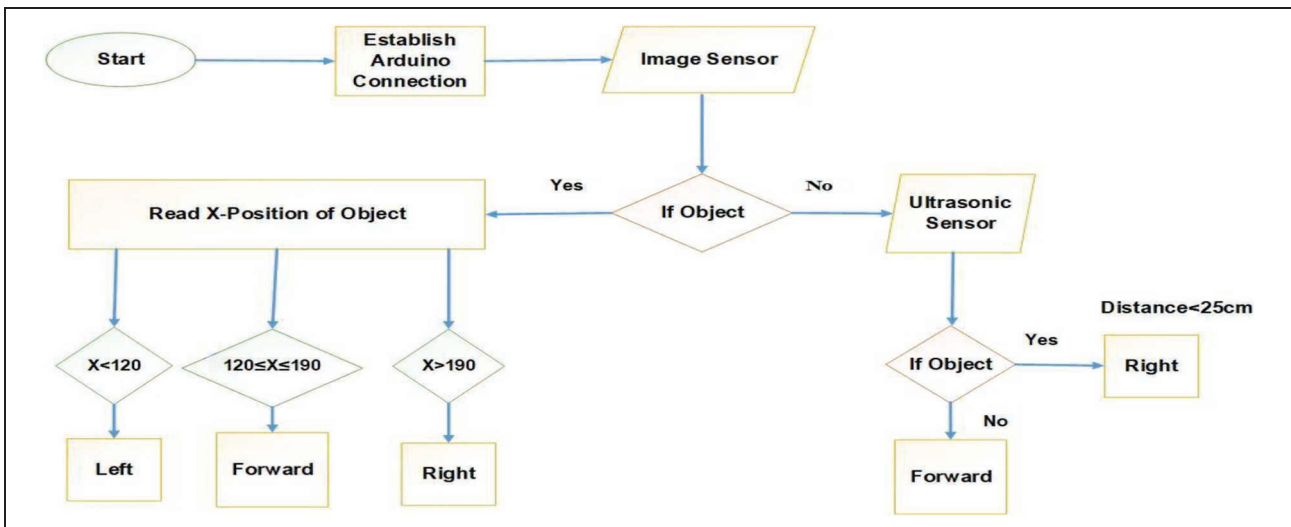 Start
Establish
Arduino
Connection
Image Sensor
Yes
If Object
No
Read X-Position of Object
Ultrasonic
Sensor
X<120
120≤X≤190
X>190
Left
Forward
Right
If Object
Yes
Distance<25cm
Right
No
Forward